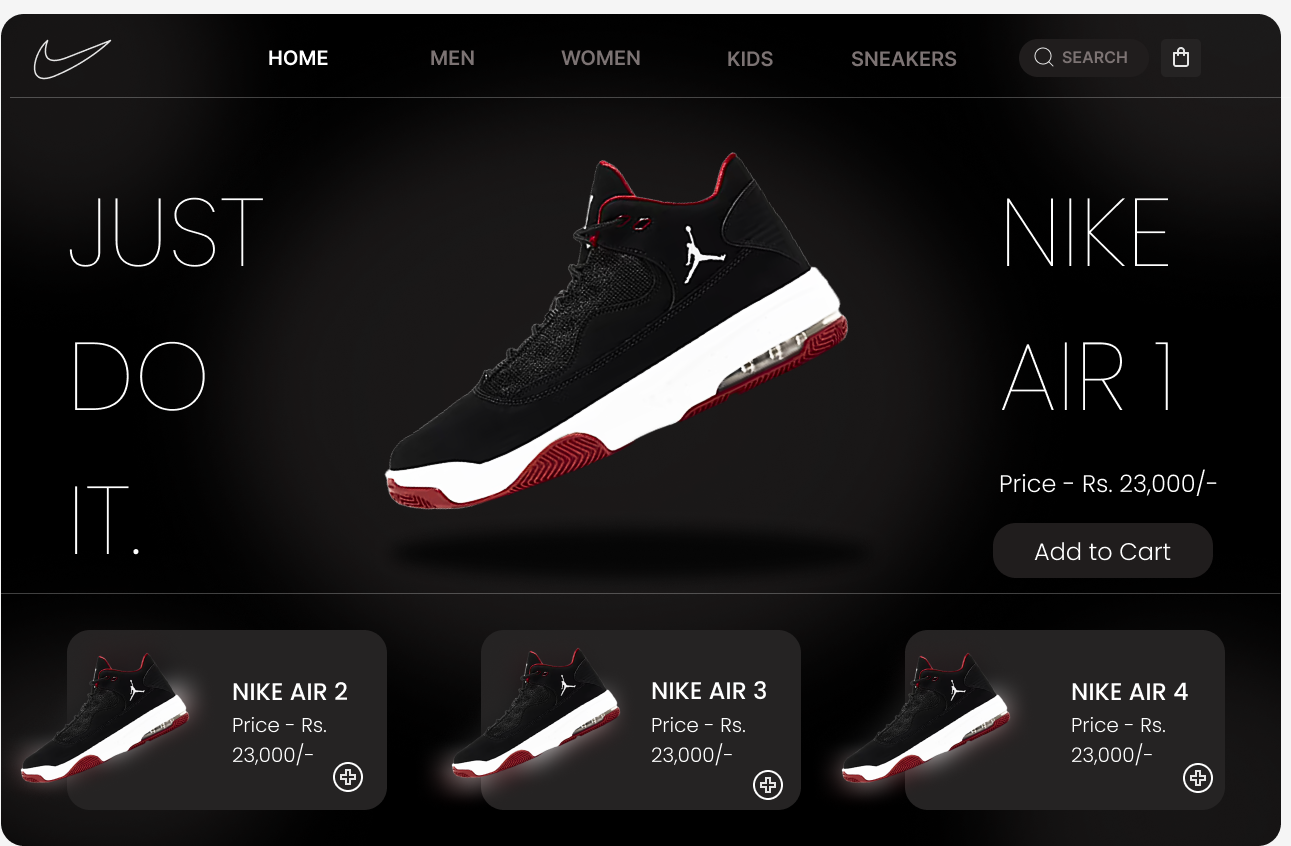 HOME MEN WOMEN KIDS SNEAKERS SEARCH
JUST
DO
IT.
NIKE
AIR 1
Price - Rs. 23,000/-
Add to Cart
NIKE AIR 2
Price - Rs.
23,000/-
NIKE AIR 3
Price - Rs.
23,000/-
NIKE AIR 4
Price - Rs.
23,000/-